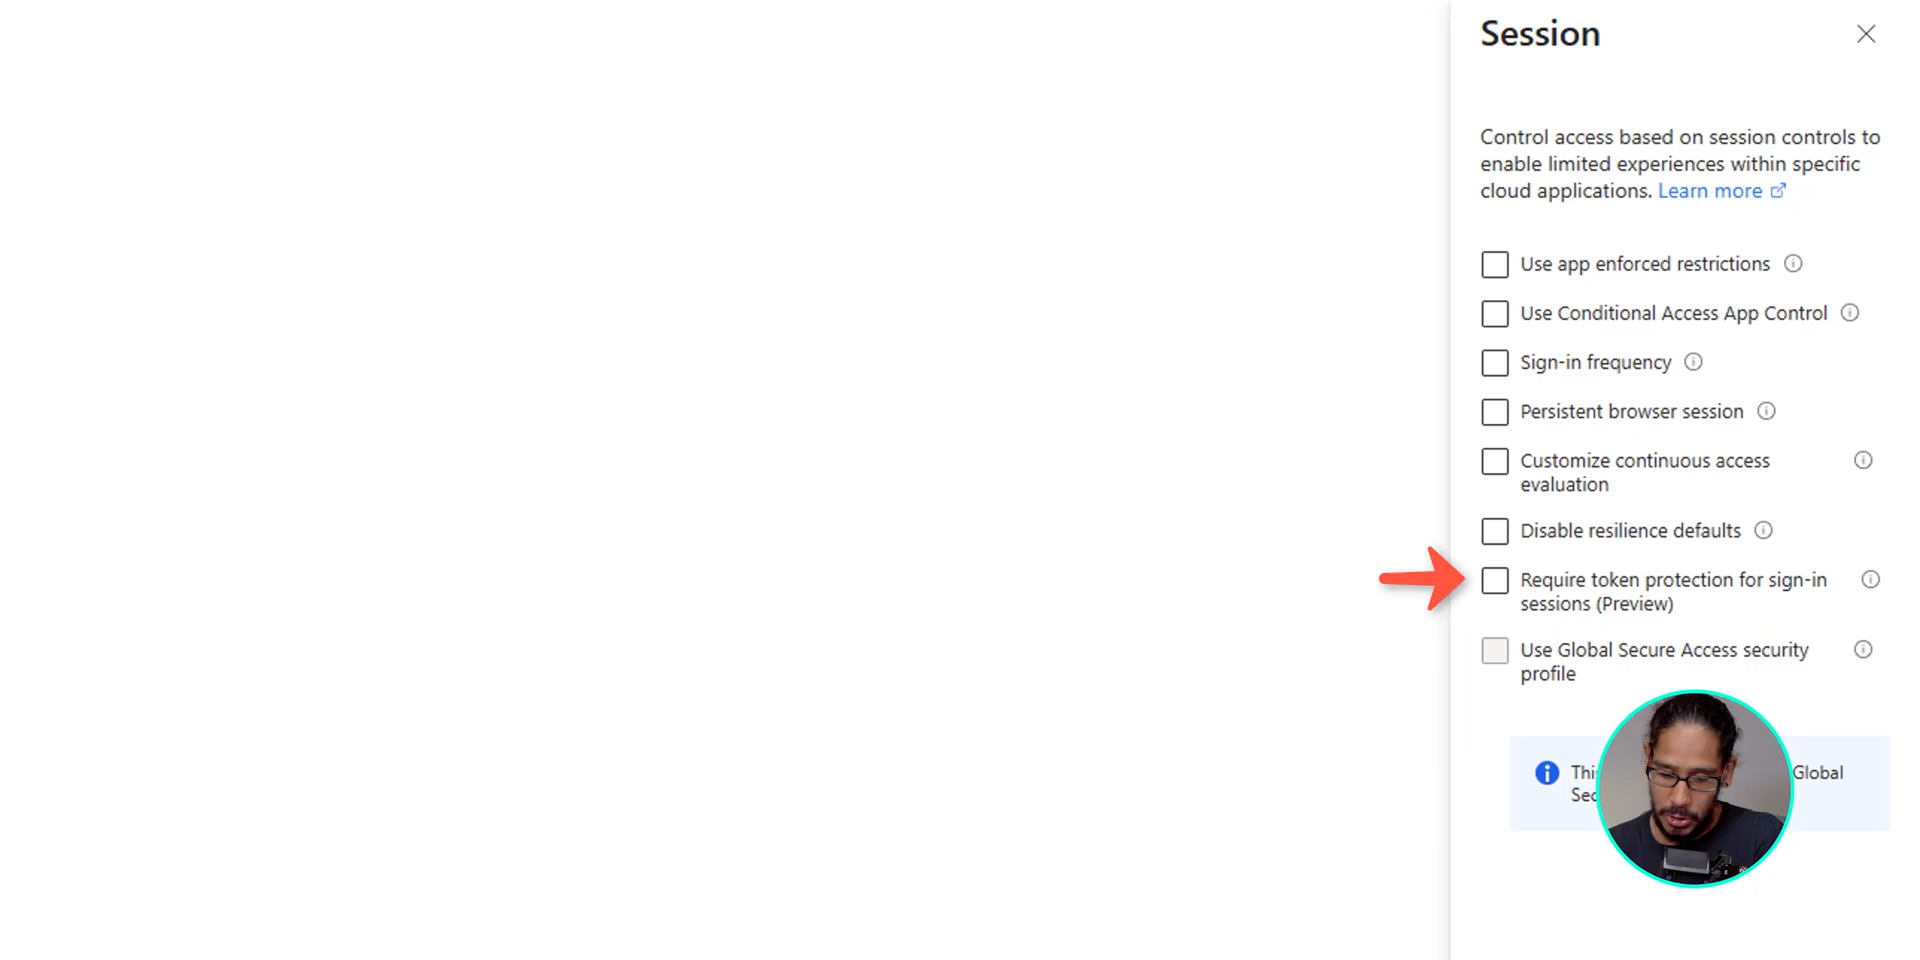 Session
Control access based on session controls to
enable limited experiences within specific
cloud applications. Learn more
Use app enforced restrictions
Use Conditional Access App Control
Sign-in frequency
Persistent browser session
Customize continuous access
evaluation
Disable resilience defaults
Require token protection for sign-in
sessions (Preview)
Use Global Secure Access security
profile
Global